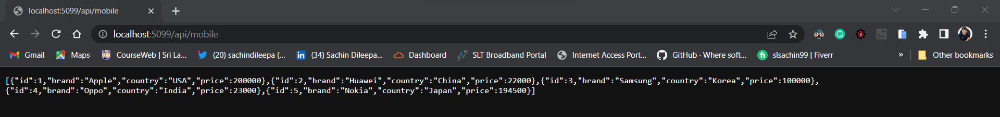 localhost:5099/api/mobile
localhost:5099/api/mobile
Gmail Maps CourseWeb | Sri La... (20) sachindileepa (... (34) Sachin Dileepa... Dashboard SLT Broadband Portal Internet Access Port... GitHub · Where soft... slsachin99 | Fiverr » Other bookmarks
[{"id":1,"brand":"Apple","country":"USA","price":200000},{"id":2,"brand":"Huawei","country":"China","price":22000},{"id":3,"brand":"Samsung","country":"Korea","price":100000},
{"id":4,"brand":"Oppo","country":"India","price":23000},{"id":5,"brand":"Nokia","country":"Japan","price":194500}]